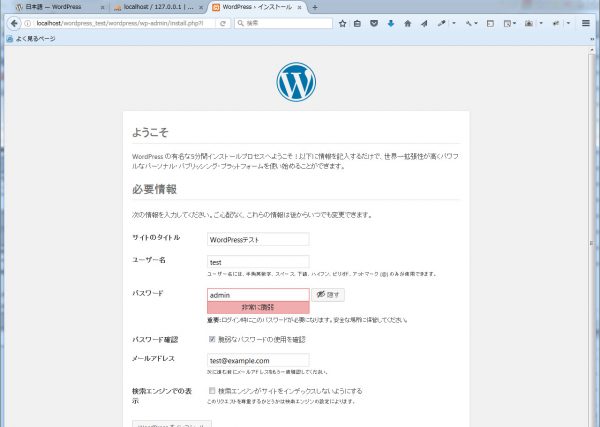 日本語 — WordPress
localhost / 127.0.0.1 | ...
WordPress › インストール
localhost/wordpress_test/wordpress/wp-admin/install.php?l
検索
よく見るページ
ようこそ
WordPress の有名な5分間インストールプロセスへようこそ！以下に情報を記入するだけで、世界一拡張性が高くパワフ
ルなパーソナル・パブリッシング・プラットフォームを使い始めることができます。
必要情報
次の情報を入力してください。ご心配なく、これらの情報は後からいつでも変更できます。
サイトのタイトル
WordPressテスト
ユーザー名
test
ユーザー名には、半角英数字、スペース、下線、ハイフン、ピリオド、アットマーク (@) のみが使用できます。
パスワード
admin
隠す
非常に脆弱
重要: ログイン時にこのパスワードが必要になります。安全な場所に保管してください。
パスワード確認
脆弱なパスワードの使用を確認
メールアドレス
test@example.com
次に進む前にメールアドレスをもう一度確認してください。
検索エンジンでの表
示
検索エンジンがサイトをインデックスしないようにする
このリクエストを尊重するかどうかは検索エンジンの設定によります。